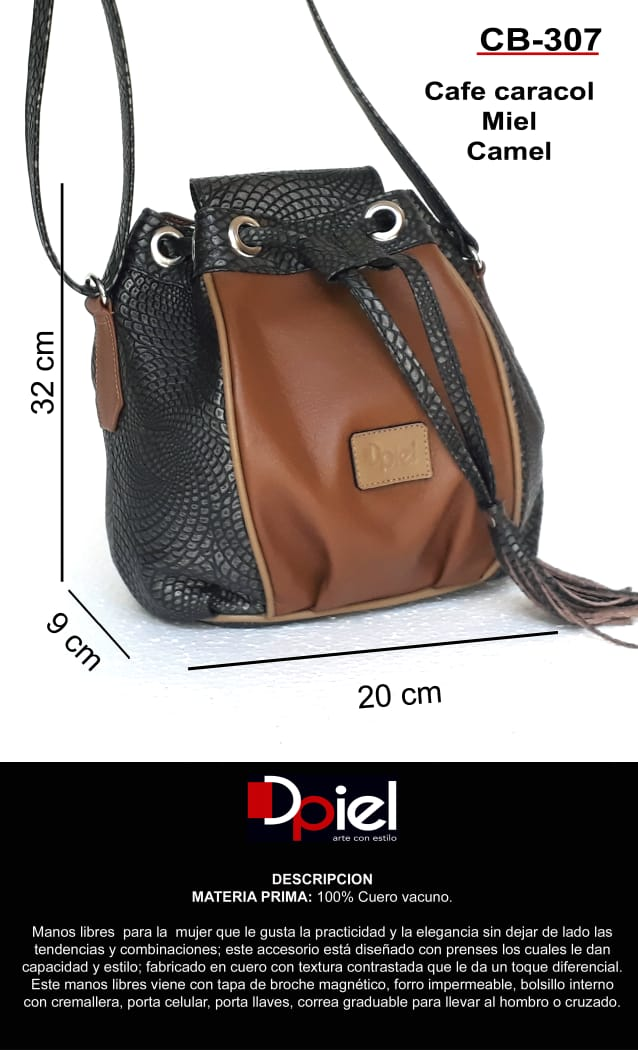 CB-307
Cafe caracol
Miel
Camel
32 cm
Dpiel
9 cm
20 cm
Dpiel
arte con estilo
DESCRIPCION
MATERIA PRIMA: 100% Cuero vacuno.
Manos libres para la mujer que le gusta la practicidad y la elegancia sin dejar de lado las
tendencias y combinaciones; este accesorio está diseñado con prenses los cuales le dan
capacidad y estilo; fabricado en cuero con textura contrastada que le da un toque diferencial.
Este manos libres viene con tapa de broche magnético, forro impermeable, bolsillo interno
con cremallera, porta celular, porta llaves, correa graduable para llevar al hombro o cruzado.